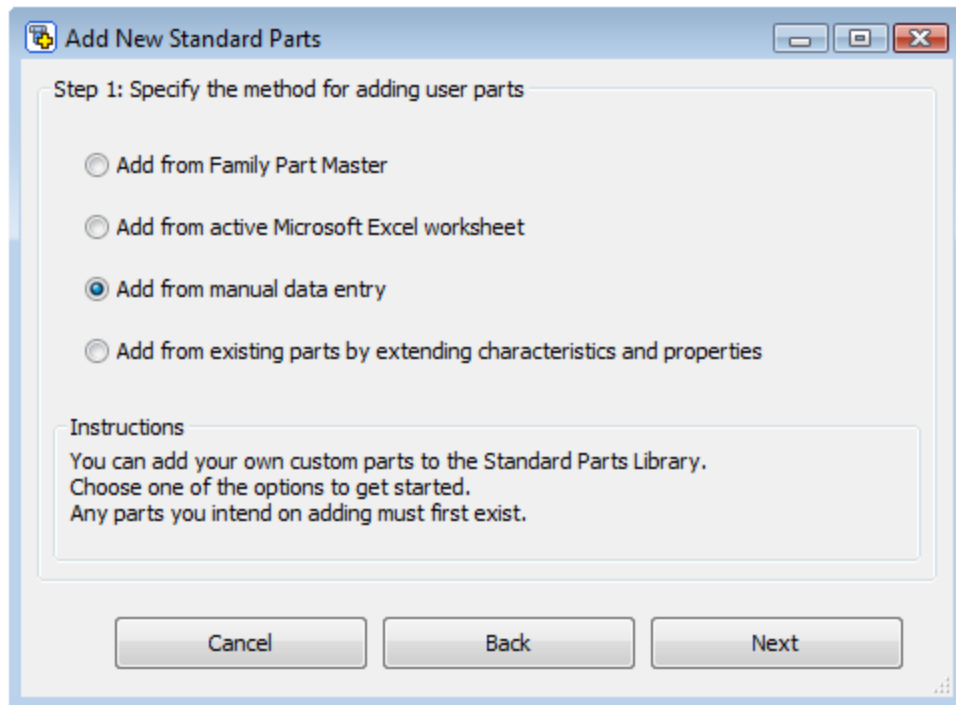 Add New Standard Parts
Step 1: Specify the method for adding user parts
Add from Family Part Master
Add from active Microsoft Excel worksheet
Add from manual data entry
Add from existing parts by extending characteristics and properties
Instructions
You can add your own custom parts to the Standard Parts Library.
Choose one of the options to get started.
Any parts you intend on adding must first exist.
Cancel Back Next